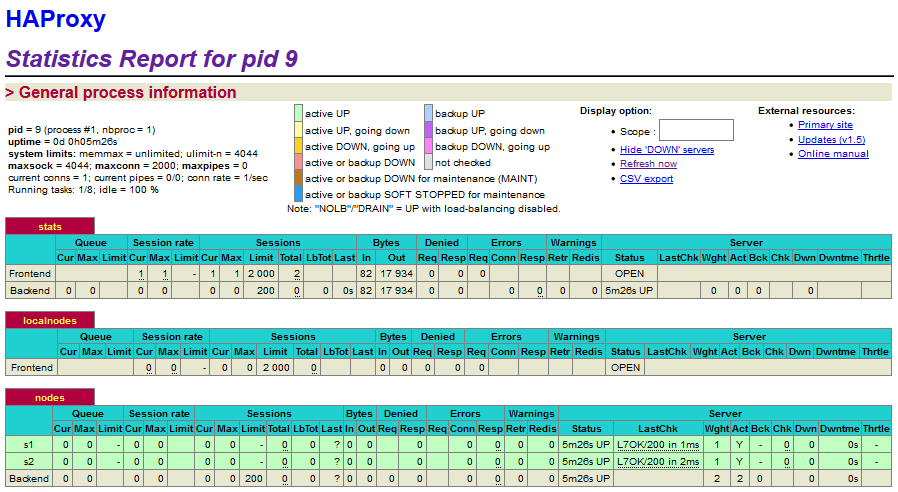 HAProxy
Statistics Report for pid 9
> General process information
pid = 9 (process #1, nbproc = 1)
uptime = 0d 0h05m26s
system limits: memmax = unlimited; ulimit-n = 4044
maxsock = 4044; maxconn = 2000; maxpipes = 0
current conns = 1; current pipes = 0/0; conn rate = 1/sec
Running tasks: 1/8; idle = 100 %
active UP backup UP
active UP, going down backup UP, going down
active DOWN, going up backup DOWN, going up
active or backup DOWN not checked
active or backup DOWN for maintenance (MAINT)
active or backup SOFT STOPPED for maintenance
Note: "NOLB"/"DRAIN" = UP with load-balancing disabled.
Display option:
• Scope :
• Hide 'DOWN' servers
• Refresh now
• CSV export
External resources:
• Primary site
• Updates (v1.5)
• Online manual
stats
Queue Session rate Sessions Bytes Denied Errors Warnings Server
Cur Max Limit Cur Max Limit Cur Max Limit Total LbTot Last In Out Req Resp Req Conn Resp Retr Redis Status LastChk Wght Act Bck Chk Dwn Dwntme Thrtle
Frontend 1 1 - 1 1 2 000 2 82 17 934 0 0 0 OPEN
Backend 0 0 0 0 0 0 200 0 0 0s 82 17 934 0 0 0 0 0 0 5m26s UP 0 0 0 0
localnodes
Queue Session rate Sessions Bytes Denied Errors Warnings Server
Cur Max Limit Cur Max Limit Cur Max Limit Total LbTot Last In Out Req Resp Req Conn Resp Retr Redis Status LastChk Wght Act Bck Chk Dwn Dwntme Thrtle
Frontend 0 0 - 0 0 2 000 0 0 0 0 0 0 OPEN
nodes
Queue Session rate Sessions Bytes Denied Errors Warnings Server
Cur Max Limit Cur Max Limit Cur Max Limit Total LbTot Last In Out Req Resp Req Conn Resp Retr Redis Status LastChk Wght Act Bck Chk Dwn Dwntme Thrtle
s1 0 0 - 0 0 0 0 - 0 0 ? 0 0 0 0 0 0 0 5m26s UP L7OK/200 in 1ms 1 Y - 0 0 0s -
s2 0 0 - 0 0 0 0 - 0 0 ? 0 0 0 0 0 0 0 5m26s UP L7OK/200 in 2ms 1 Y - 0 0 0s -
Backend 0 0 0 0 0 0 200 0 0 ? 0 0 0 0 0 0 0 0 5m26s UP 2 2 0 0 0s